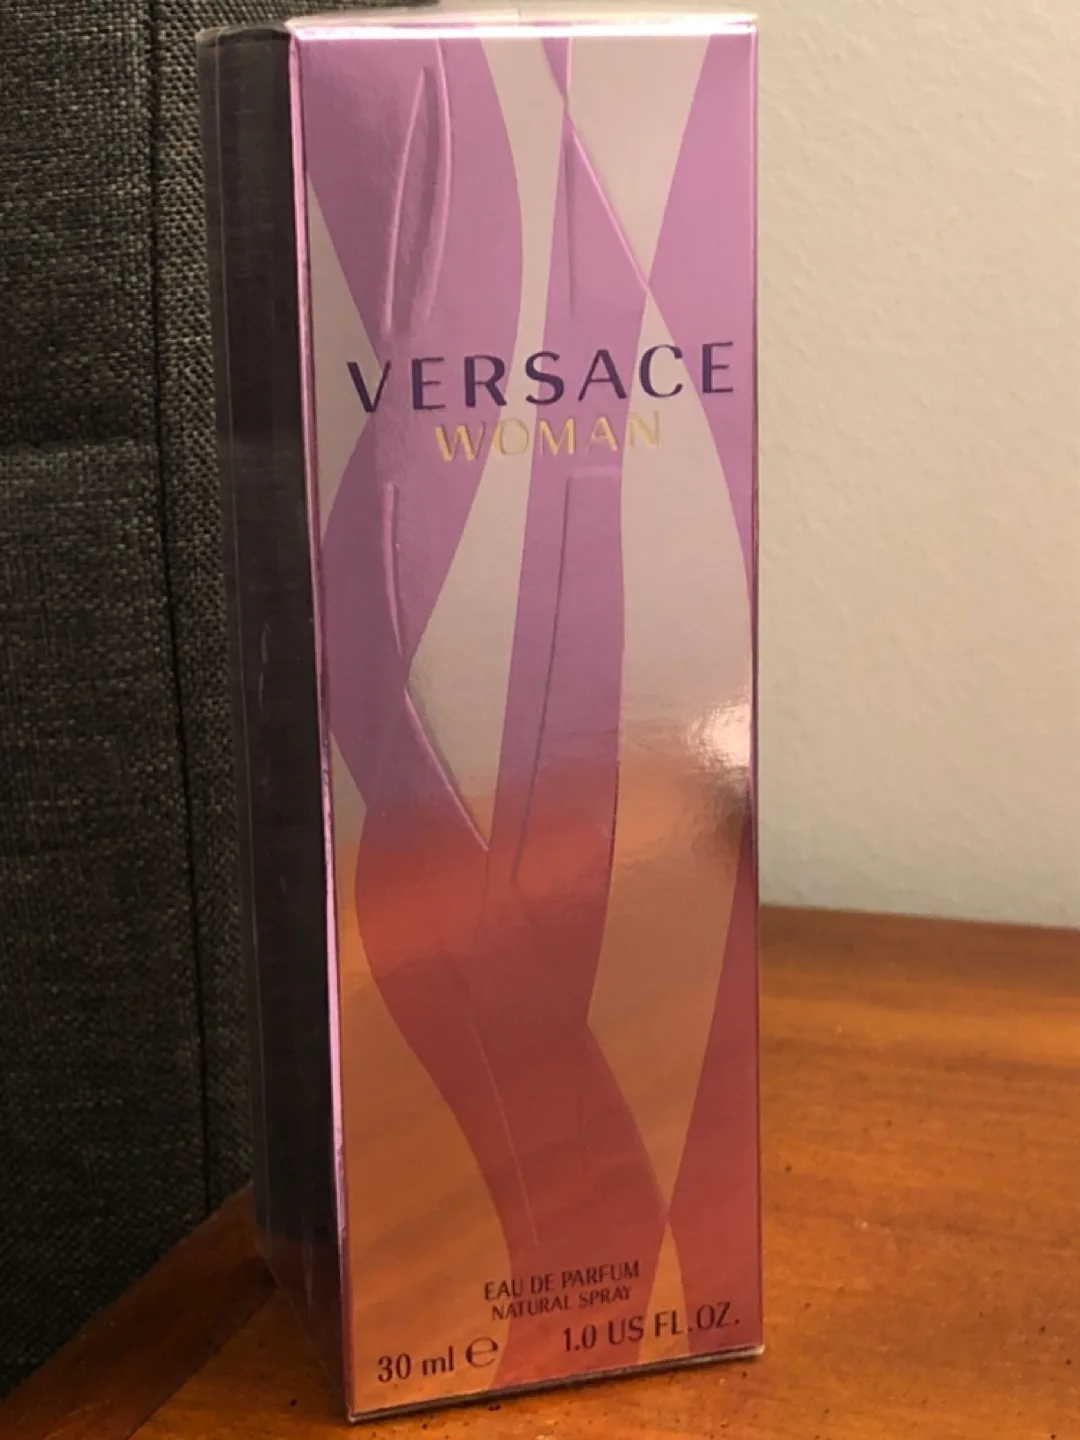 VERSACE
WOMAN
EAU DE PARFUM
NATURAL SPRAY
30 ml ℮ 1.0 US FL.OZ.